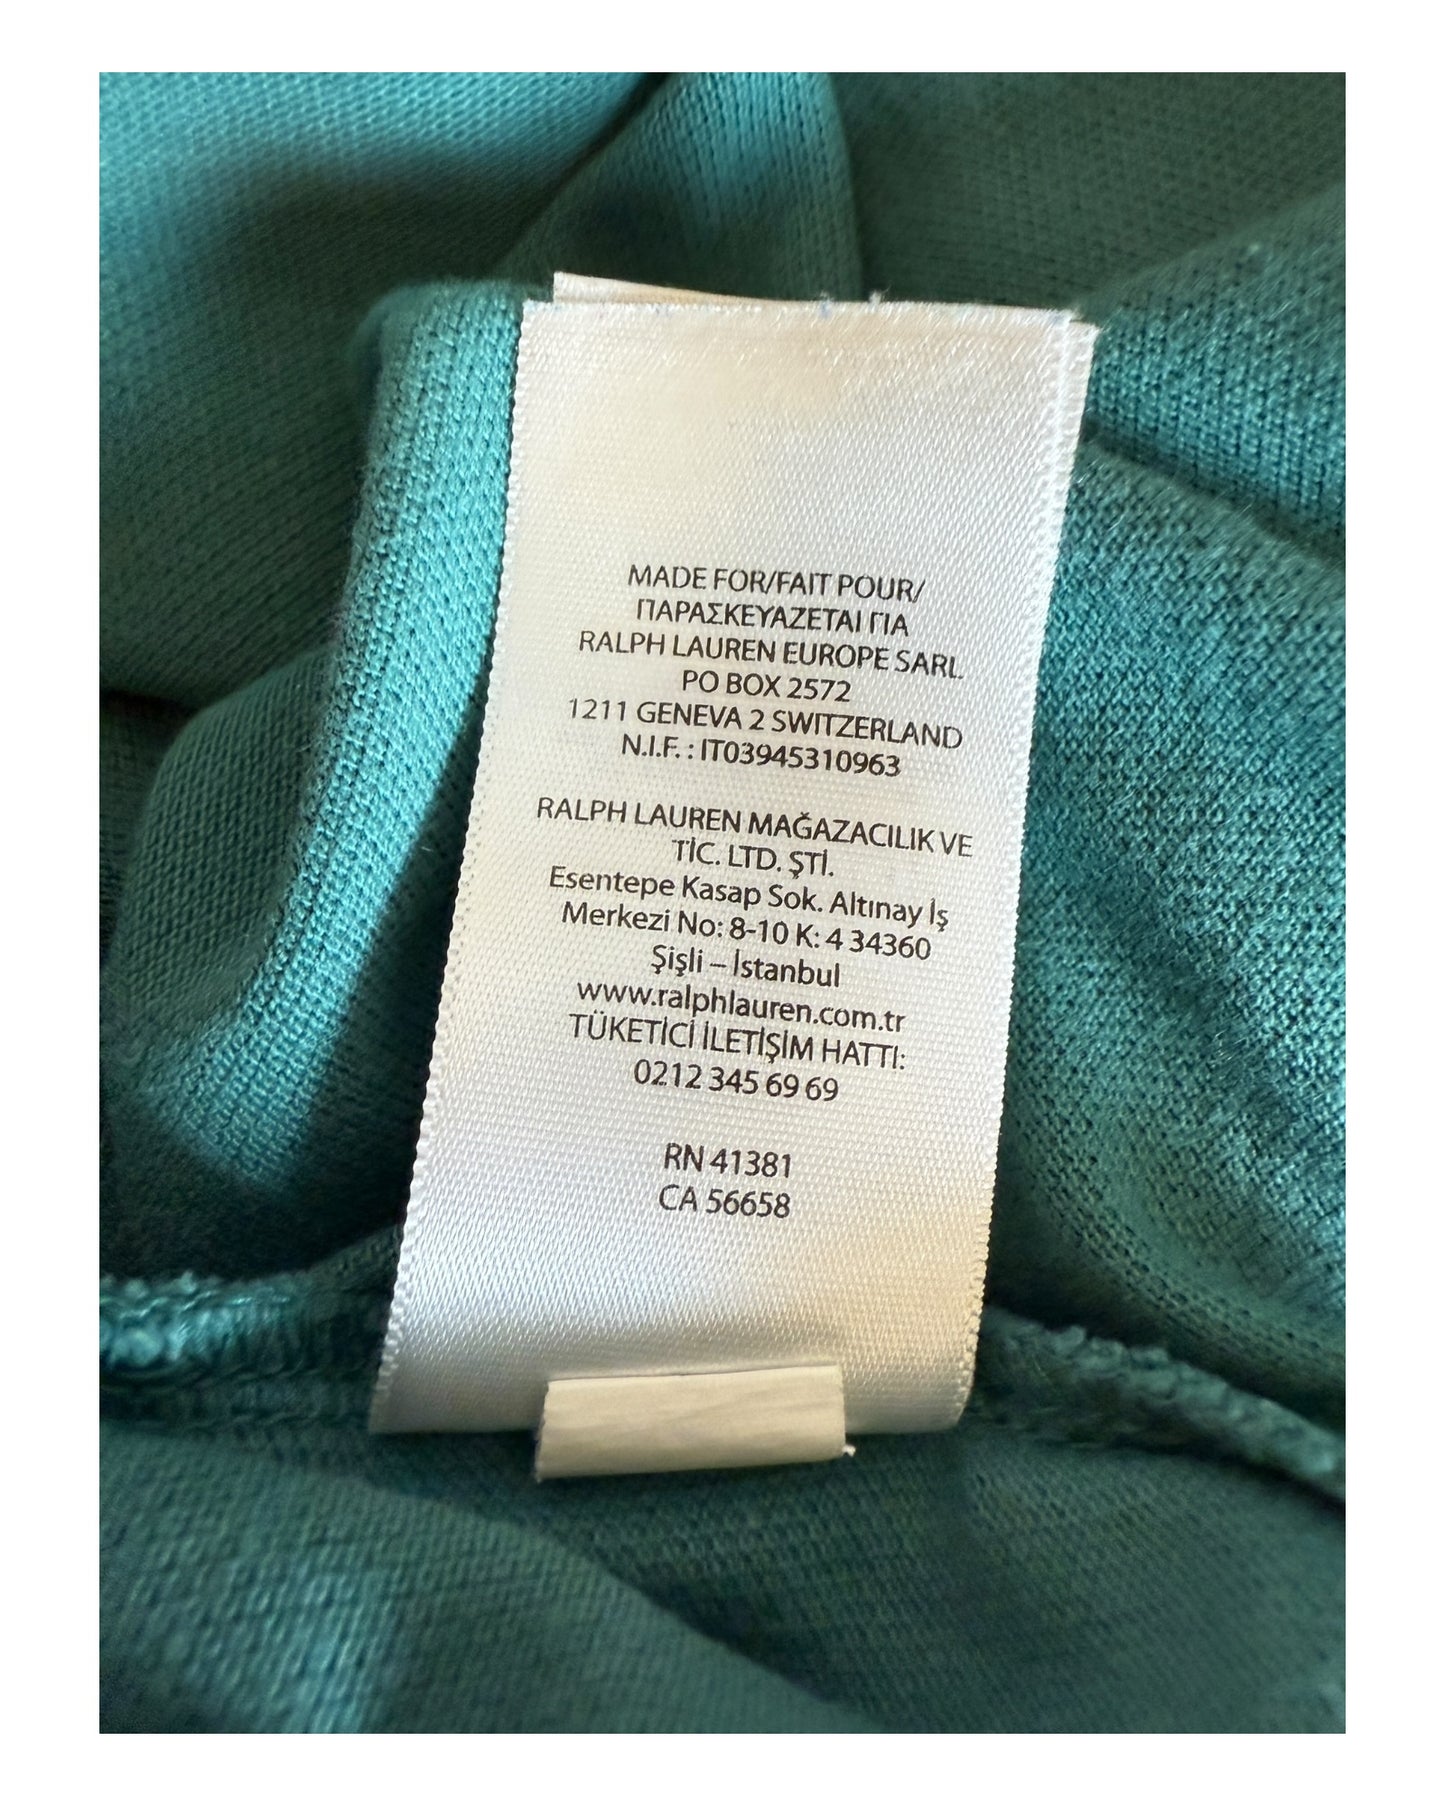 MADE FOR/FAIT POUR/
ΠΑΡΑΣΚΕΥΑΖΕΤΑΙ ΓΙΑ
RALPH LAUREN EUROPE SARL
PO BOX 2572
1211 GENEVA 2 SWITZERLAND
N.I.F. : IT03945310963
RALPH LAUREN MAĞAZACILIK VE
TİC. LTD. ŞTİ.
Esentepe Kasap Sok. Altınay İş
Merkezi No: 8-10 K: 4 34360
Şişli – İstanbul
www.ralphlauren.com.tr
TÜKETİCİ İLETİŞİM HATTI:
0212 345 69 69
RN 41381
CA 56658